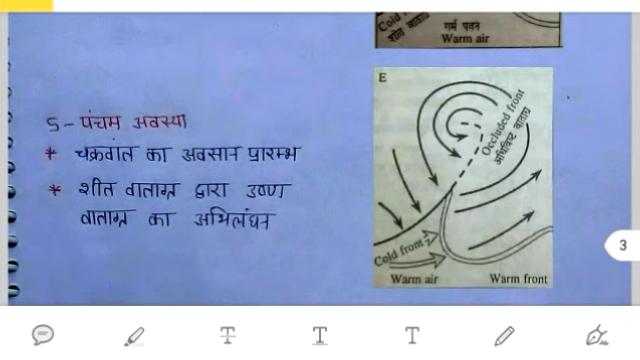 Cold
शीत वाताग्र
गर्म पवन
Warm air
E
Occluded front
अधिविष्ट वाताग्र
5- पंचम अवस्था
* चक्रवात का अवसान प्रारम्भ
* शीत वाताग्र द्वारा उष्ण
वाताग्र का अभिलंघन
Cold front
Warm air
Warm front
3
T
T
T